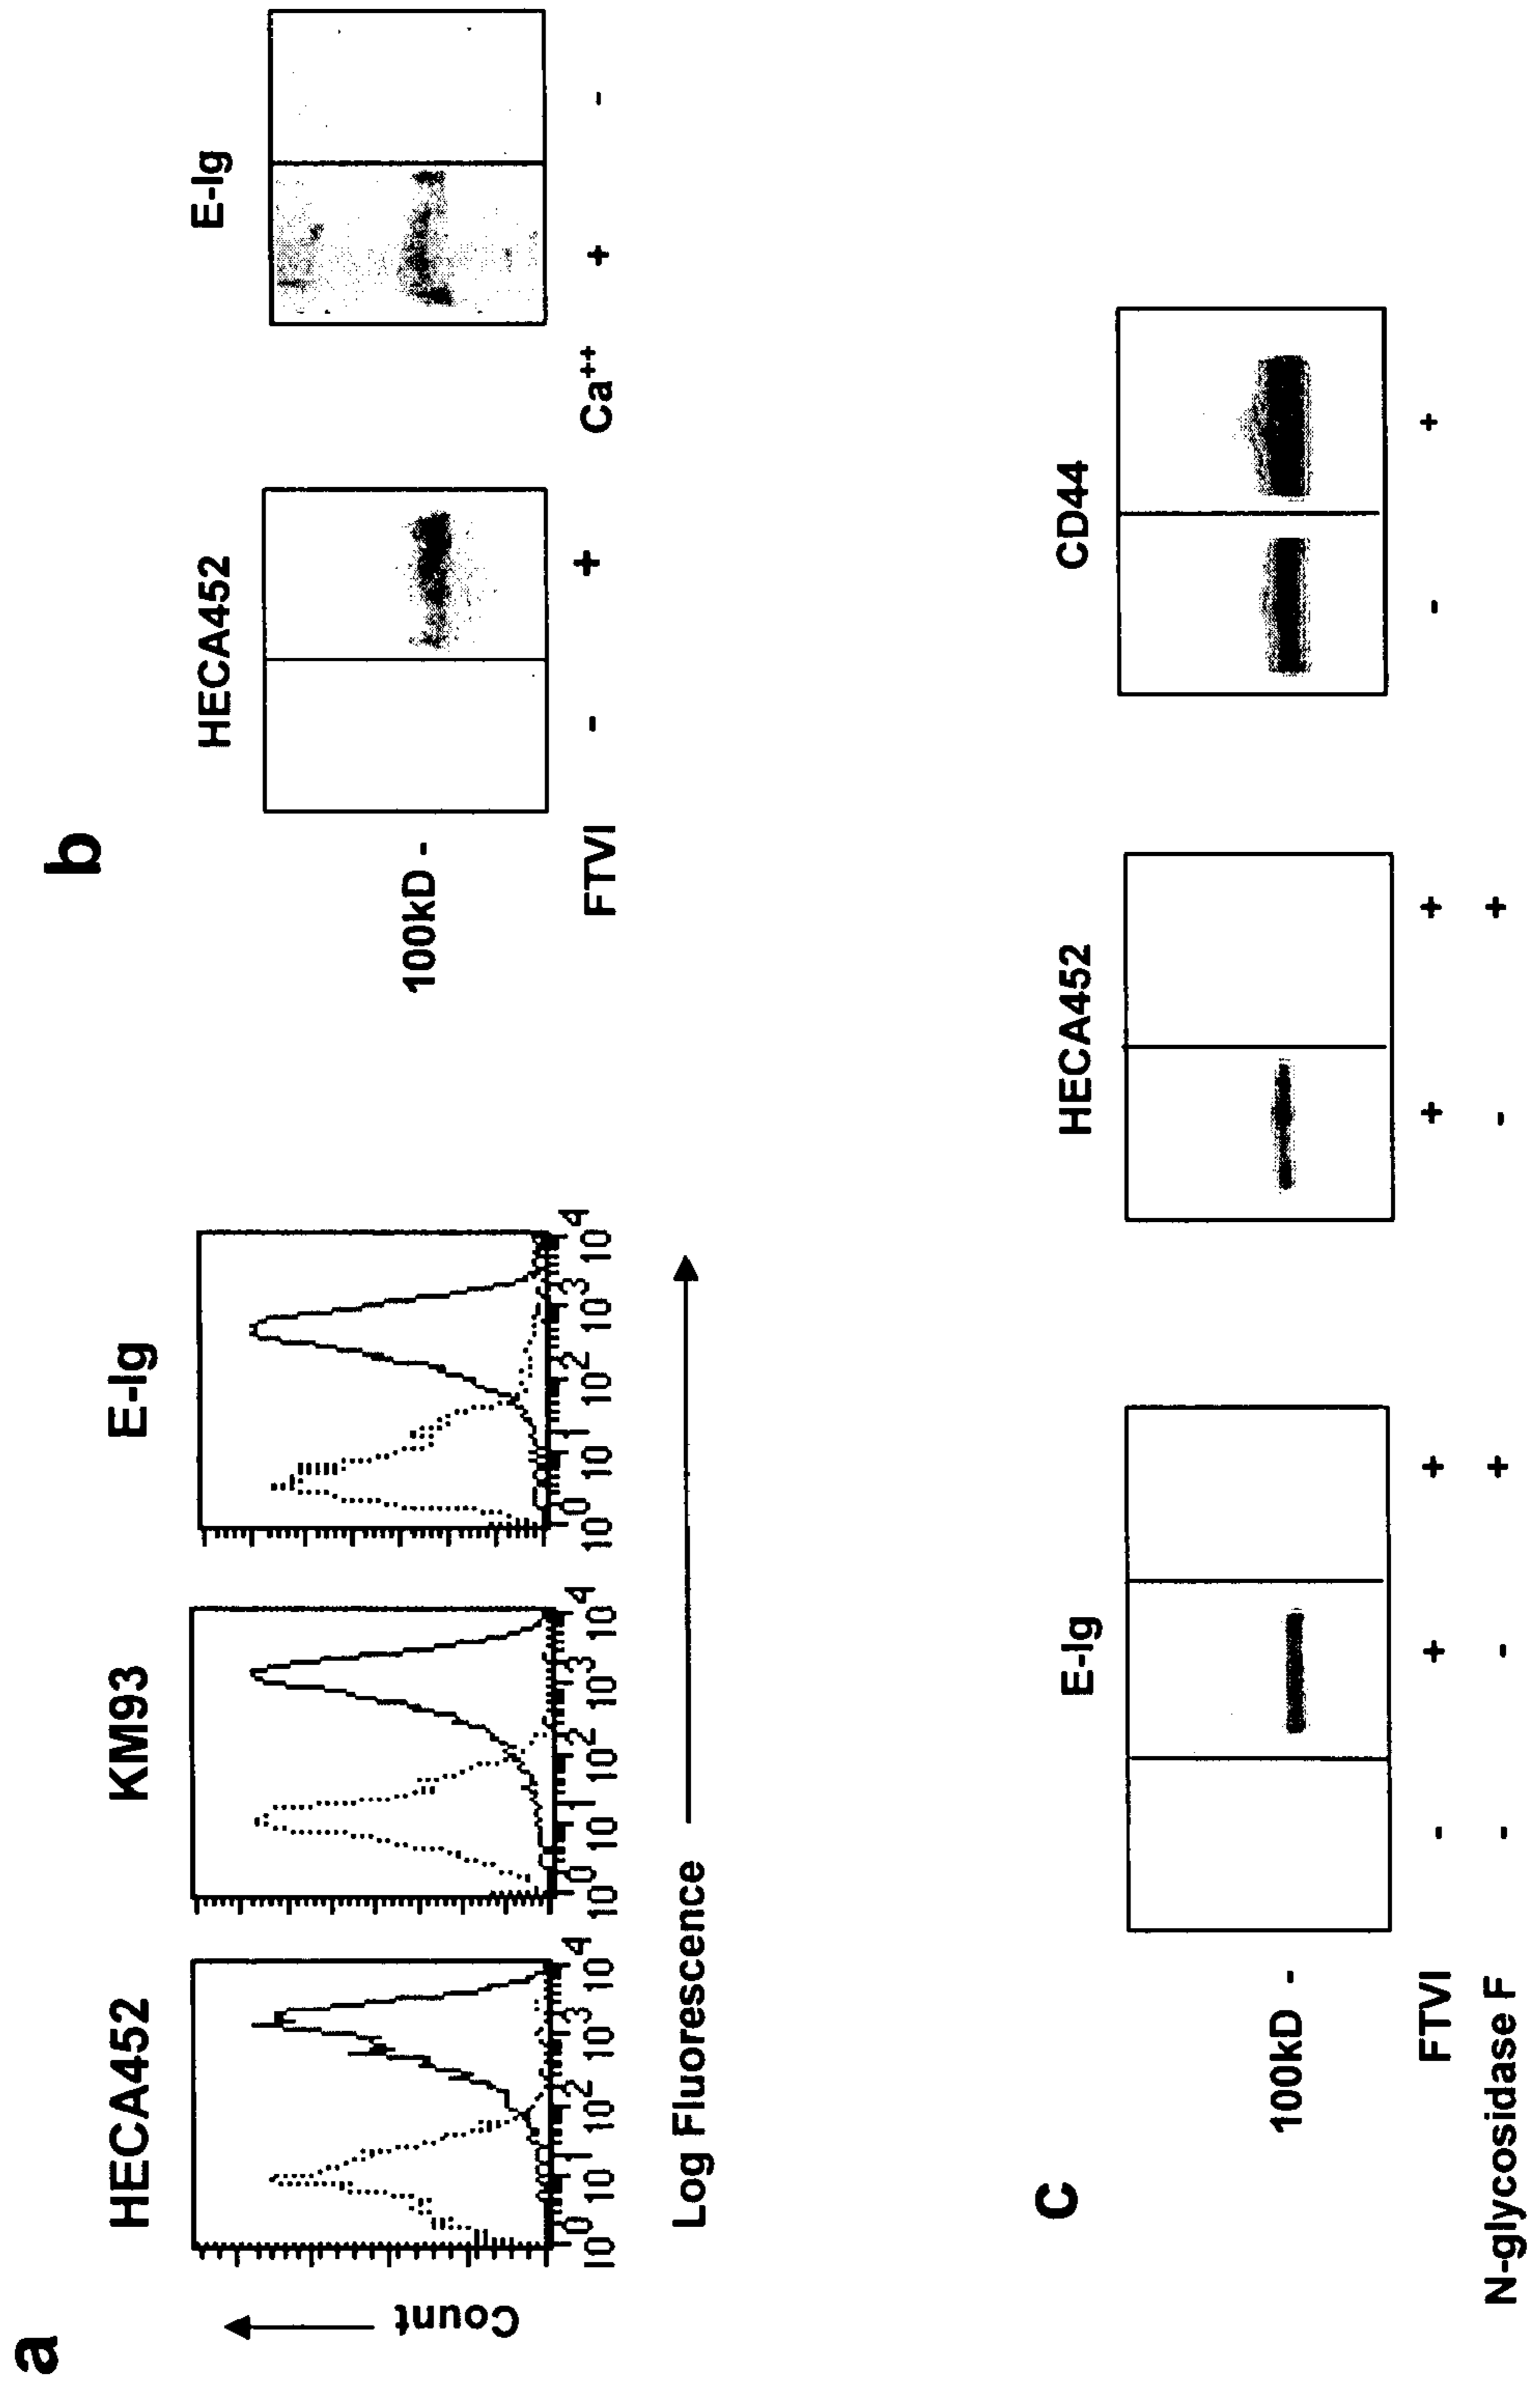 a
HECA452 KM93 E-Ig
Count
10^0 10^1 10^2 10^3 10^4 10^0 10^1 10^2 10^3 10^4 10^0 10^1 10^2 10^3 10^4
Log Fluorescence
b
HECA452 E-Ig
100kD -
FTVI - + Ca++ + -
c
E-Ig HECA452 CD44
100kD -
FTVI - + + + + - +
N-glycosidase F - - + - +